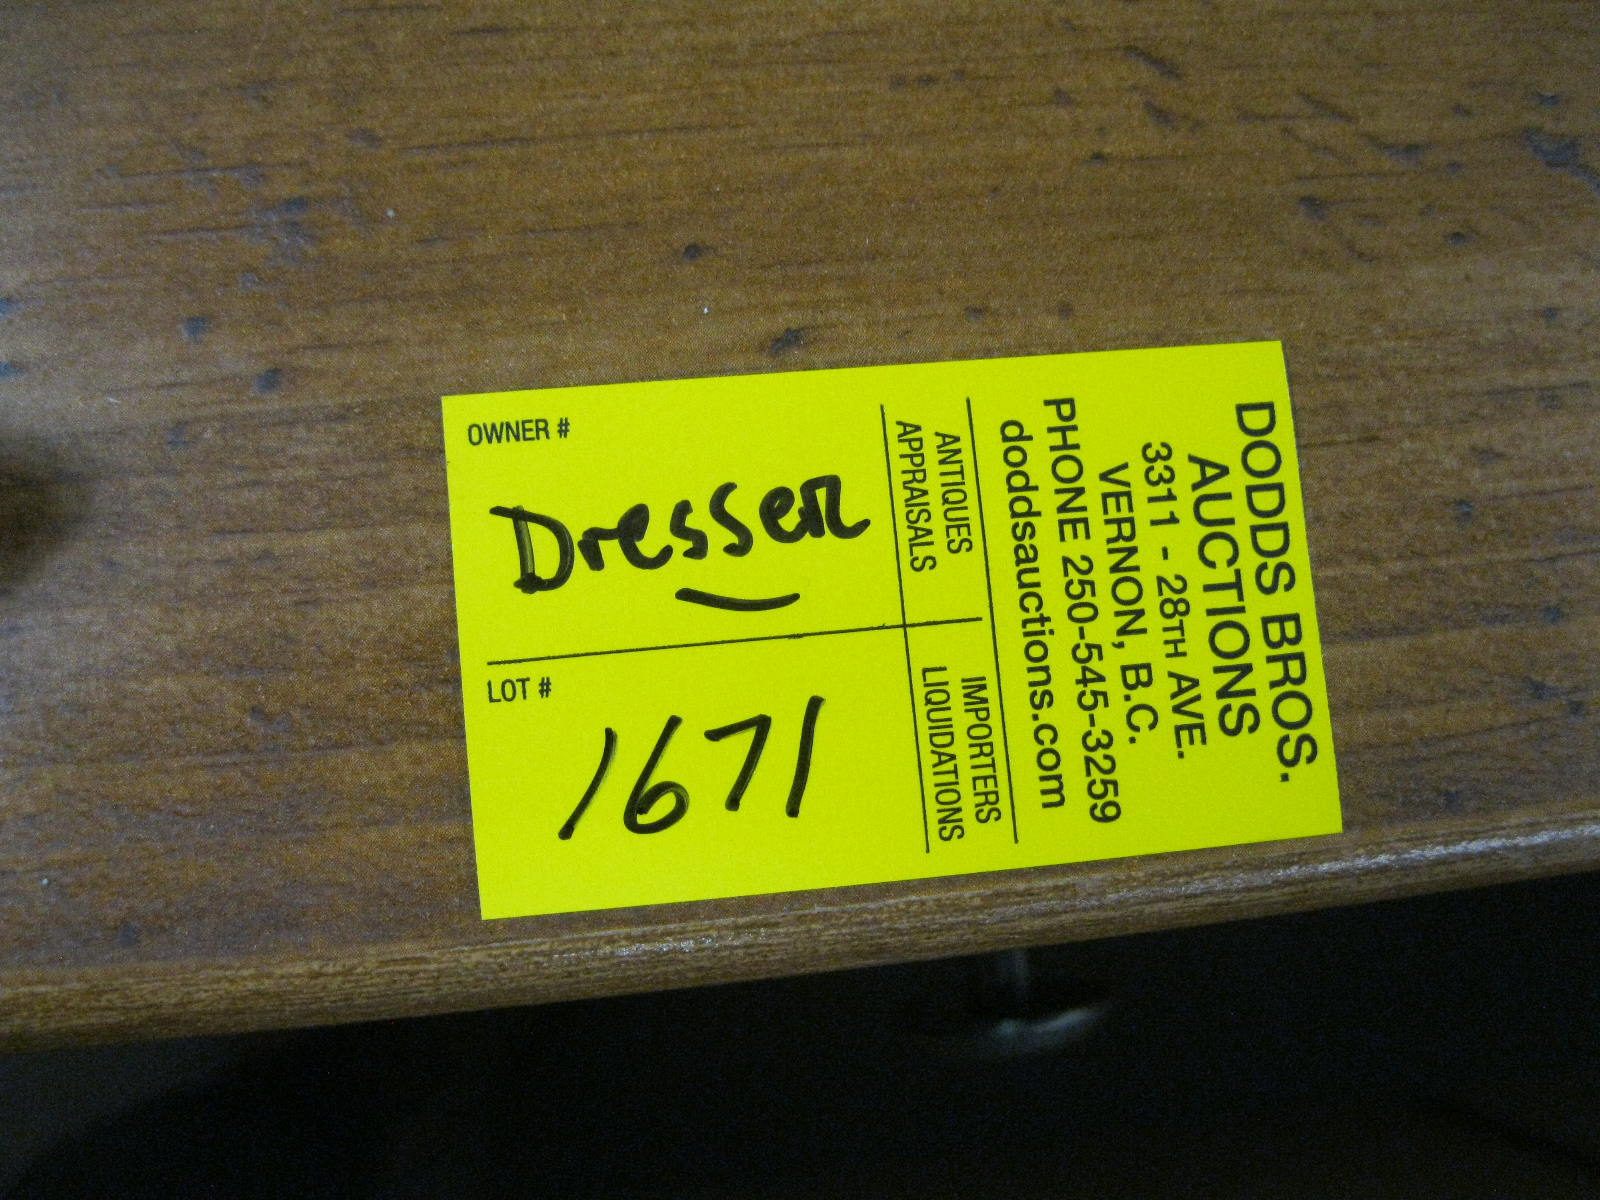 OWNER #
Dresser
LOT #
1671
ANTIQUES
APPRAISALS
IMPORTERS
LIQUIDATIONS
DODDS BROS.
AUCTIONS
3311 - 28TH AVE.
VERNON, B.C.
PHONE 250-545-3259
doddsauctions.com